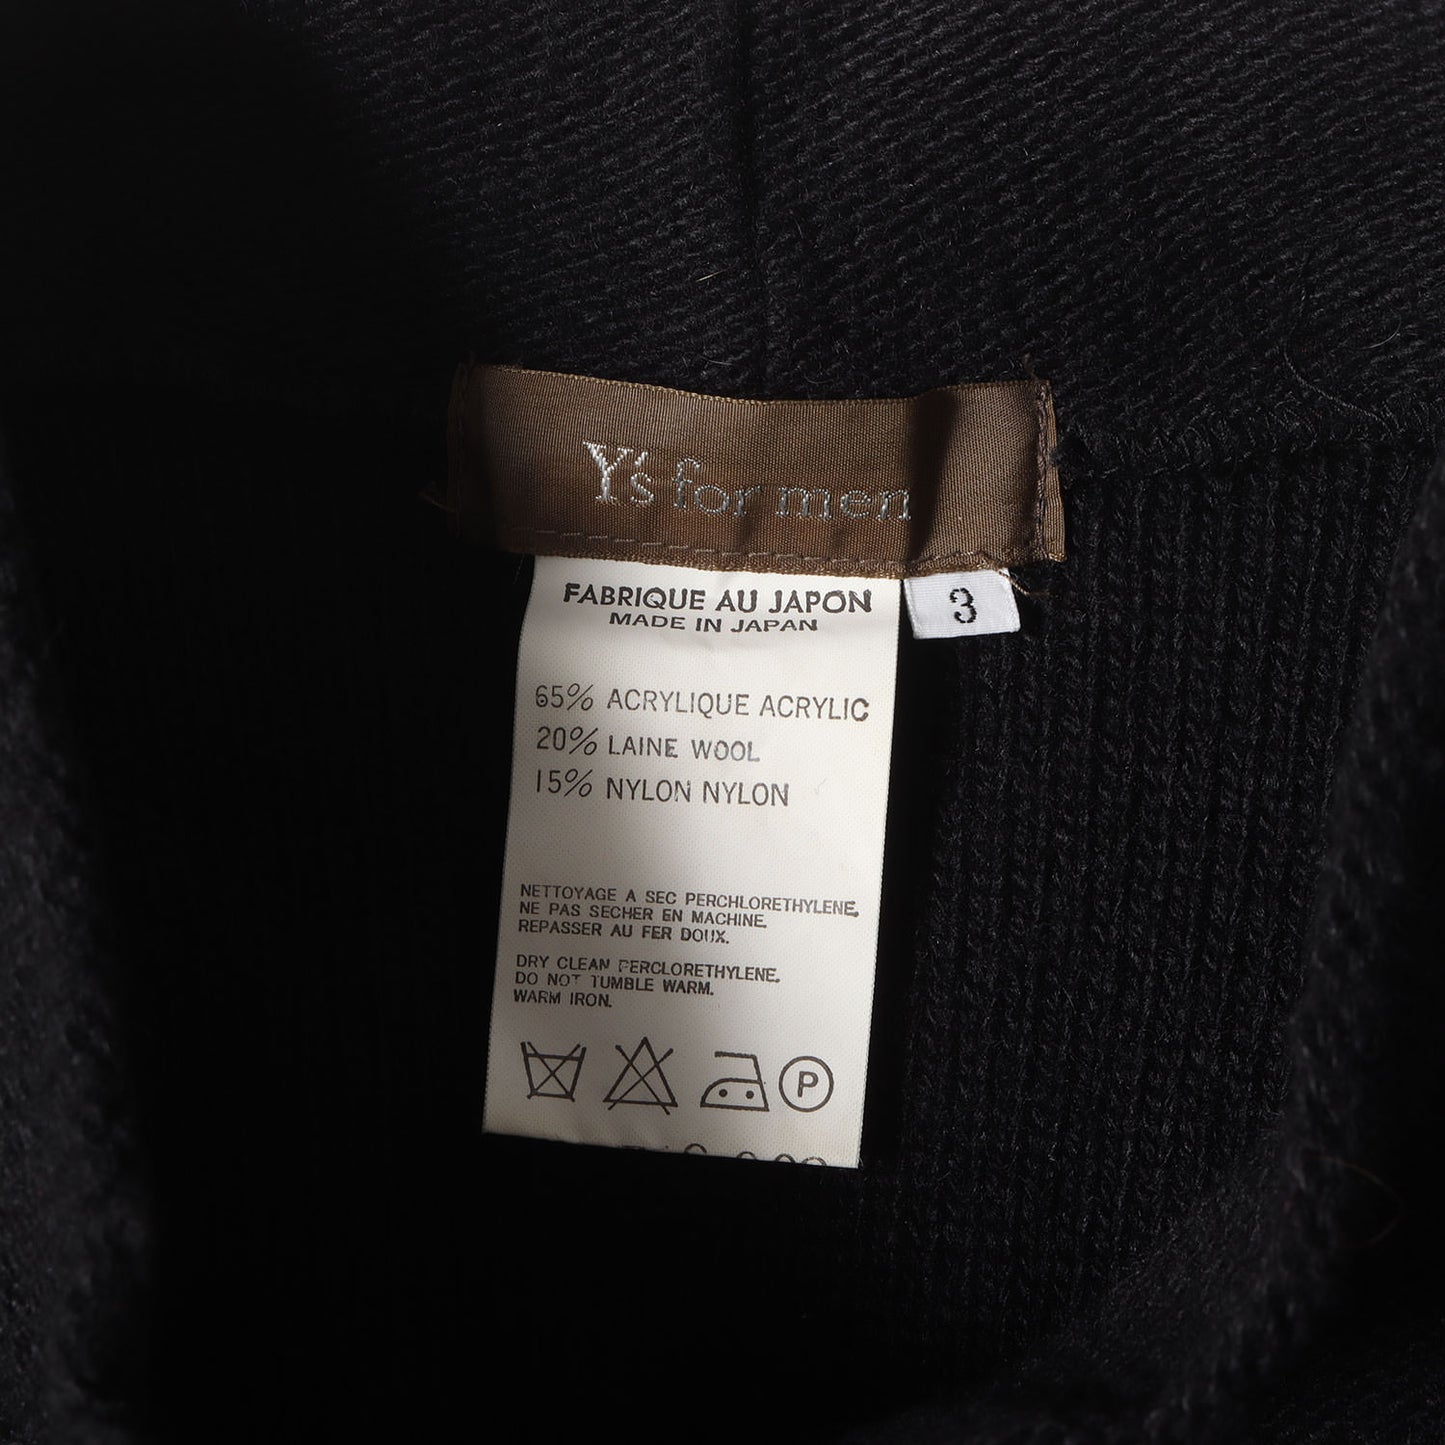 Y's for men
3
FABRIQUE AU JAPON
MADE IN JAPAN
65% ACRYLIQUE ACRYLIC
20% LAINE WOOL
15% NYLON NYLON
NETTOYAGE A SEC PERCHLORETHYLENE.
NE PAS SECHER EN MACHINE.
REPASSER AU FER DOUX.
DRY CLEAN PERCLORETHYLENE.
DO NOT TUMBLE WARM.
WARM IRON.
P